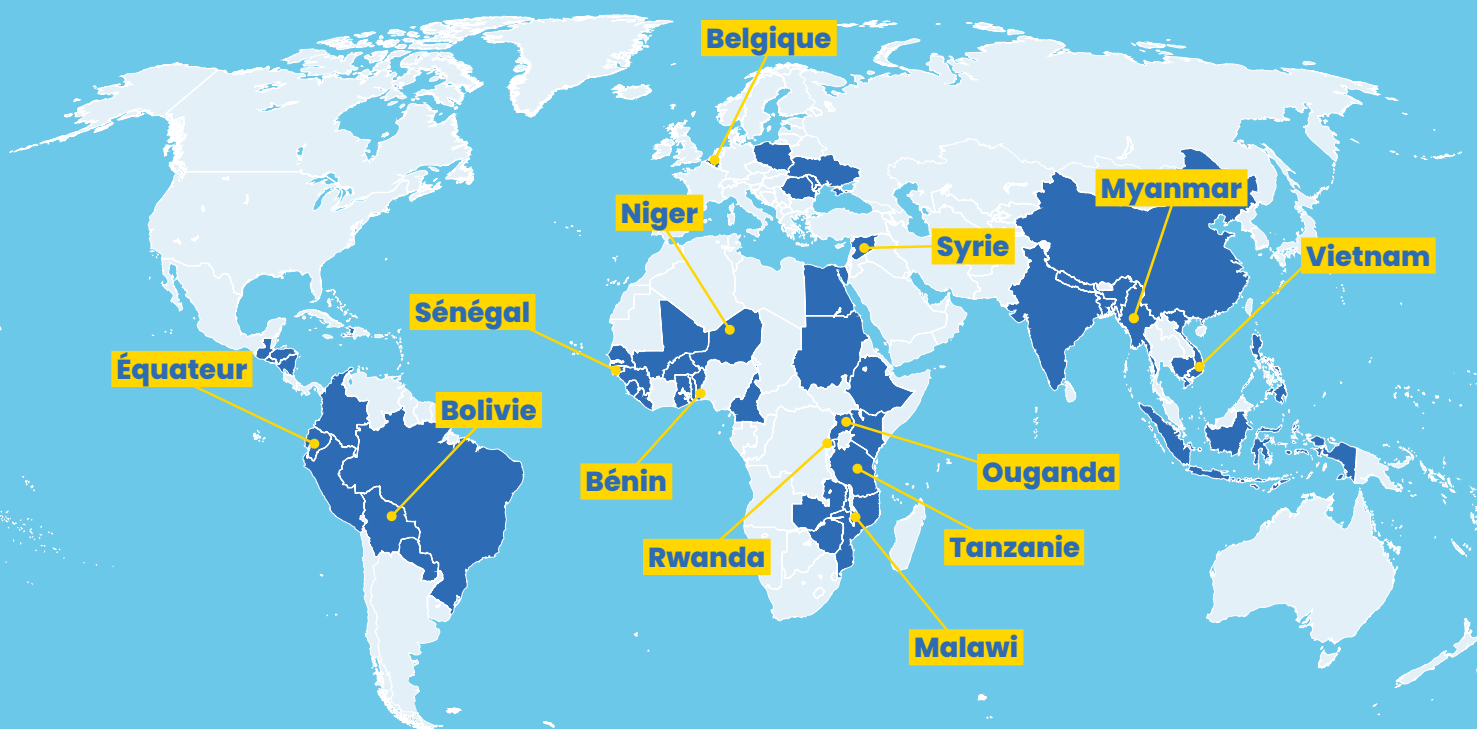 Belgique
Myanmar
Niger
Syrie
Vietnam
Sénégal
Équateur
Bolivie
Bénin
Ouganda
Rwanda
Tanzanie
Malawi